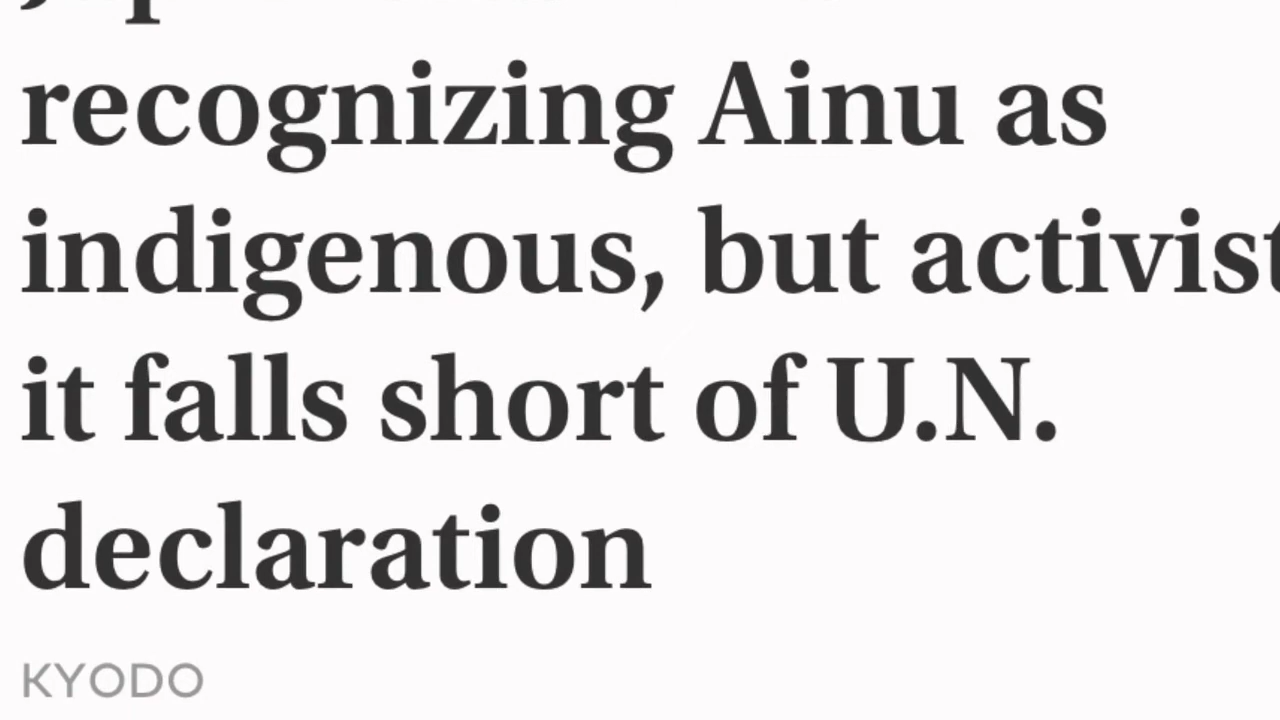 recognizing Ainu as
indigenous, but activist
it falls short of U.N.
declaration
KYODO